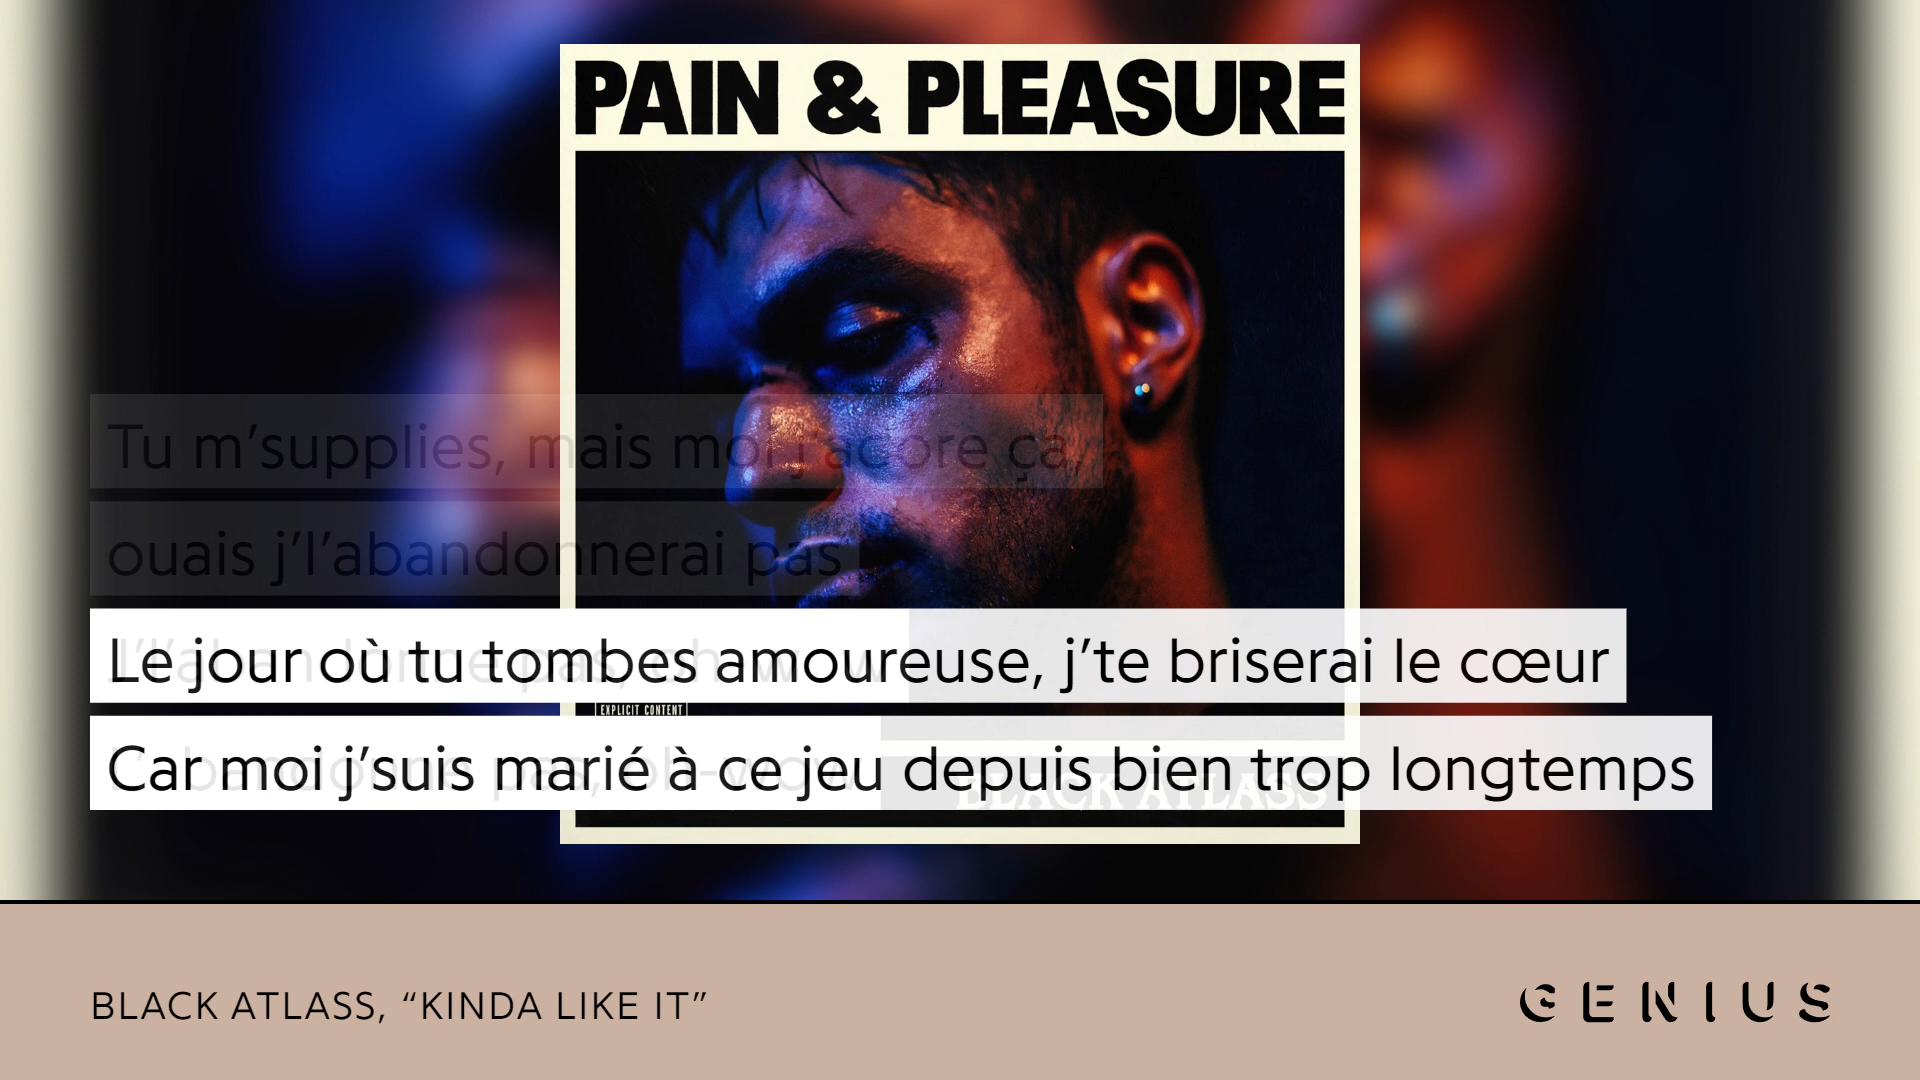 PAIN & PLEASURE
Tu m’supplies, mais moi j’adore ça
ouais j’l’abandonnerai pas
Le jour où tu tombes amoureuse, j’te briserai le cœur
EXPLICIT CONTENT
Car moi j’suis marié à ce jeu depuis bien trop longtemps
BLACK ATLASS
BLACK ATLASS, “KINDA LIKE IT”
GENIUS